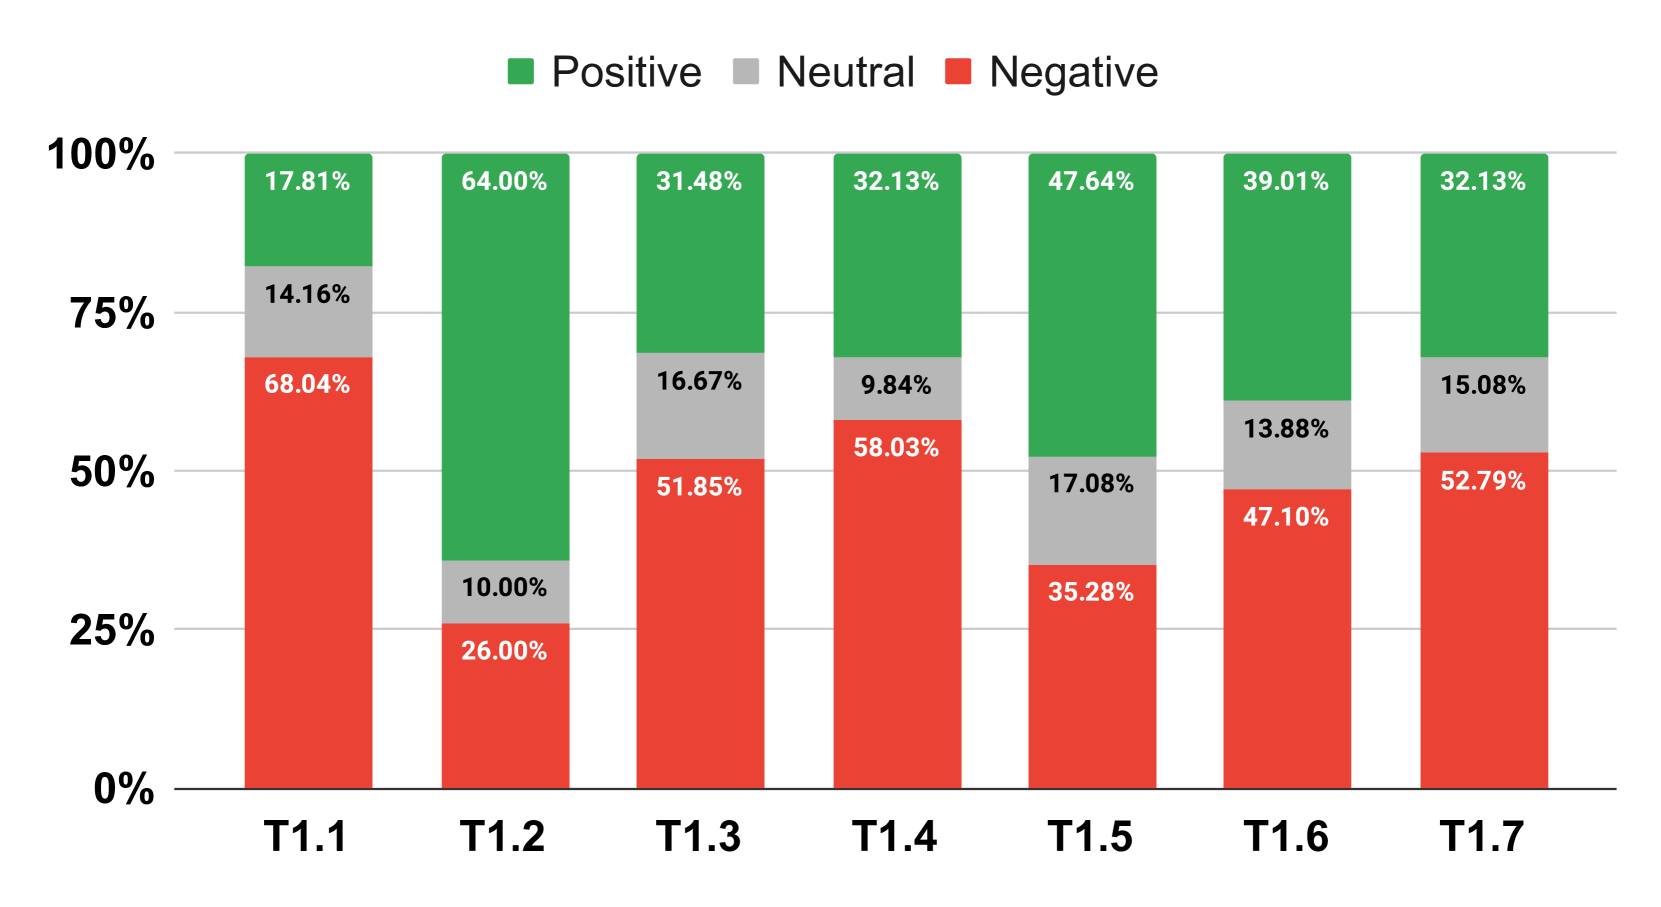 Positive Neutral Negative
100%
75%
50%
25%
0%
17.81% 64.00% 31.48% 32.13% 47.64% 39.01% 32.13%
14.16% 10.00% 16.67% 9.84% 17.08% 13.88% 15.08%
68.04% 26.00% 51.85% 58.03% 35.28% 47.10% 52.79%
T1.1 T1.2 T1.3 T1.4 T1.5 T1.6 T1.7